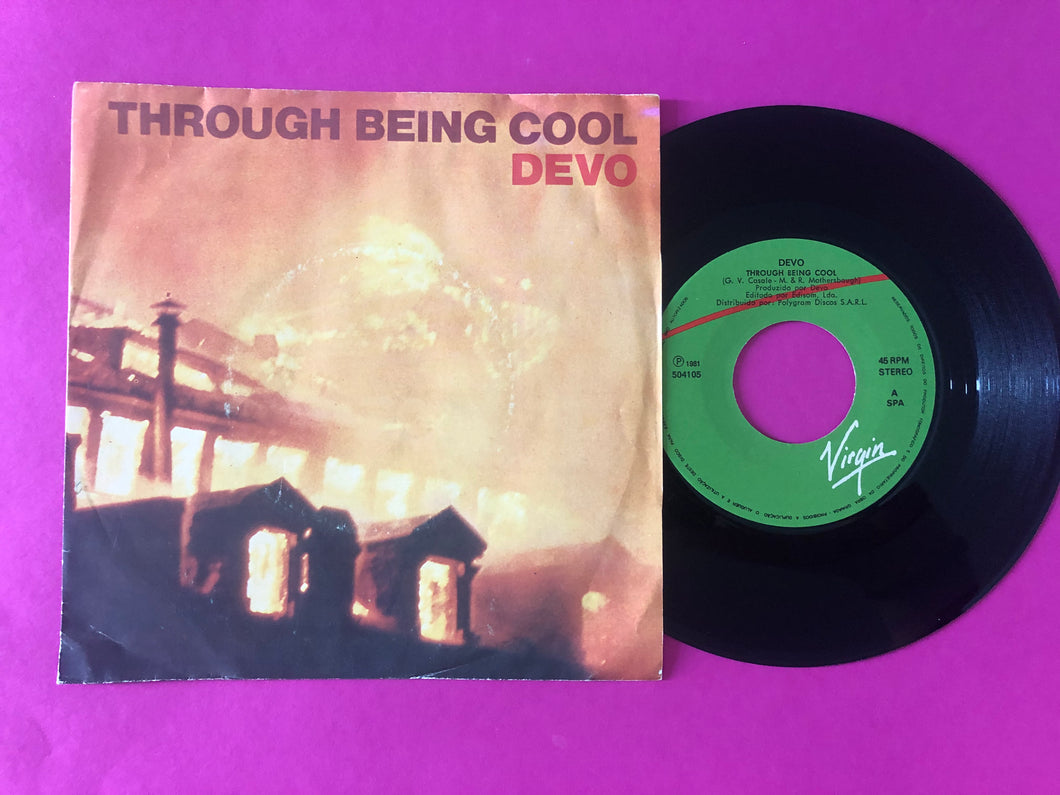 THROUGH BEING COOL
DEVO
DEVO
THROUGH BEING COOL
(G. V. Casale - M. & R. Mothersbaugh)
Produzido por Devo
Editado por Edisom, Lda.
Distribuido por: Polygram Discos S.A.R.L.
Ⓟ 1981
504105
45 RPM
STEREO
A
SPA
Virgin